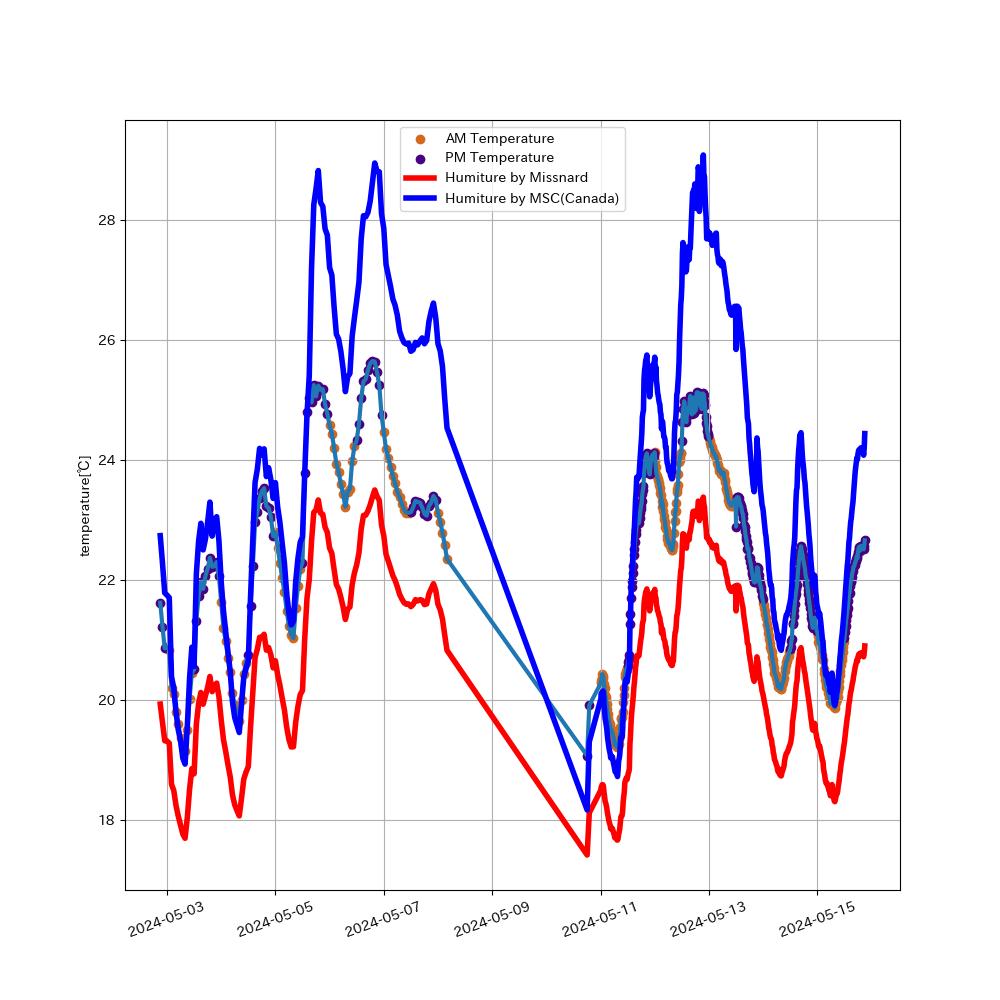 AM Temperature
PM Temperature
Humiture by Missnard
Humiture by MSC(Canada)
28
26
24
22
20
18
temperature[℃]
2024-05-03
2024-05-05
2024-05-07
2024-05-09
2024-05-11
2024-05-13
2024-05-15